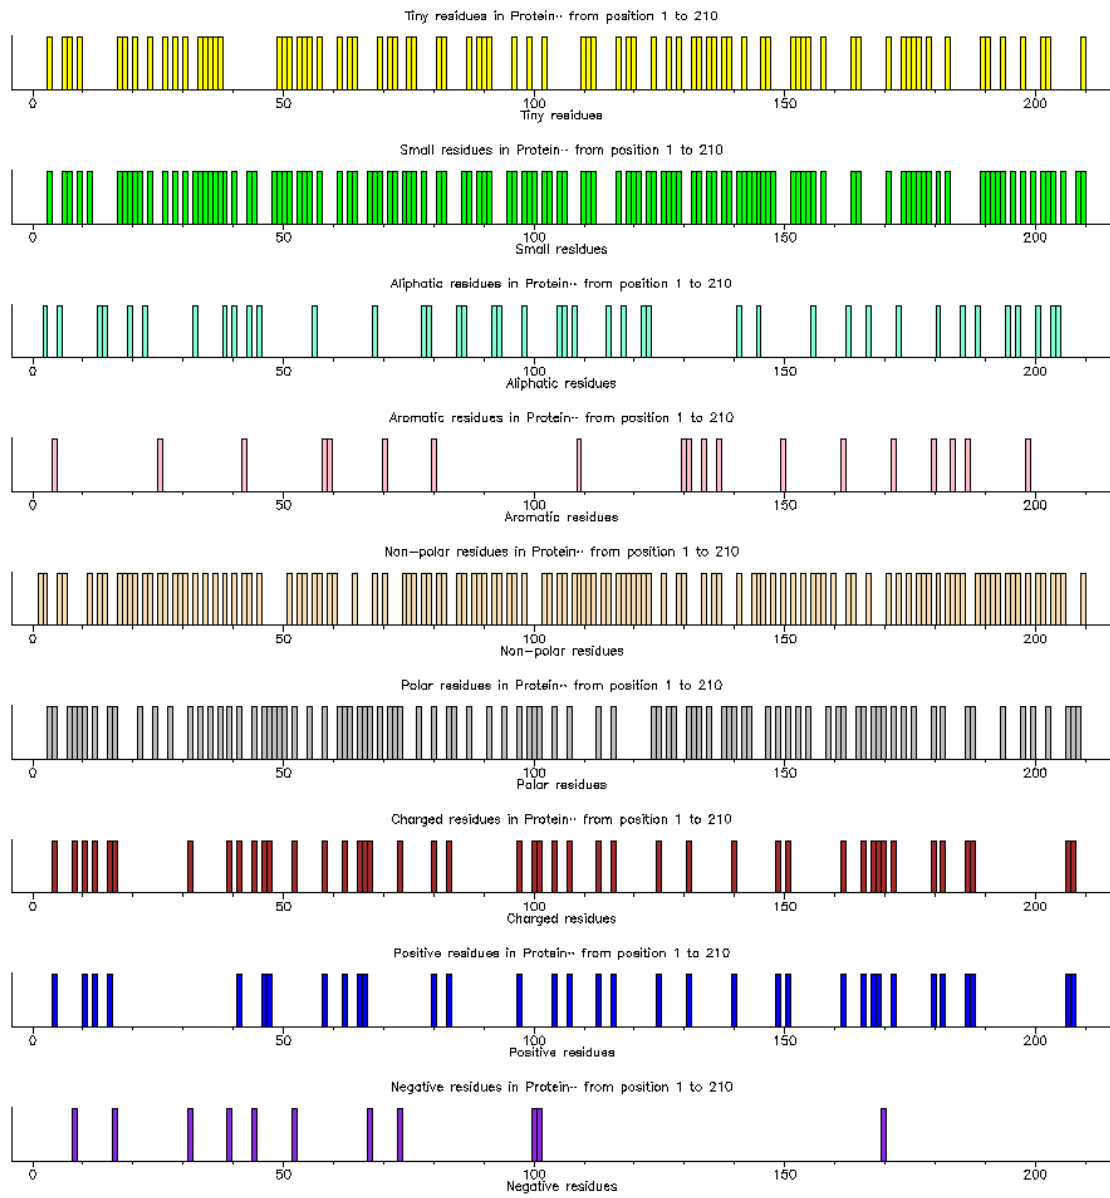 Tiny residues in Protein-- from position 1 to 210
0 50 100 150 200
Tiny residues
Small residues in Protein-- from position 1 to 210
0 50 100 150 200
Small residues
Aliphatic residues in Protein-- from position 1 to 210
0 50 100 150 200
Aliphatic residues
Aromatic residues in Protein-- from position 1 to 210
0 50 100 150 200
Aromatic residues
Non-polar residues in Protein-- from position 1 to 210
0 50 100 150 200
Non-polar residues
Polar residues in Protein-- from position 1 to 210
0 50 100 150 200
Polar residues
Charged residues in Protein-- from position 1 to 210
0 50 100 150 200
Charged residues
Positive residues in Protein-- from position 1 to 210
0 50 100 150 200
Positive residues
Negative residues in Protein-- from position 1 to 210
0 50 100 150 200
Negative residues